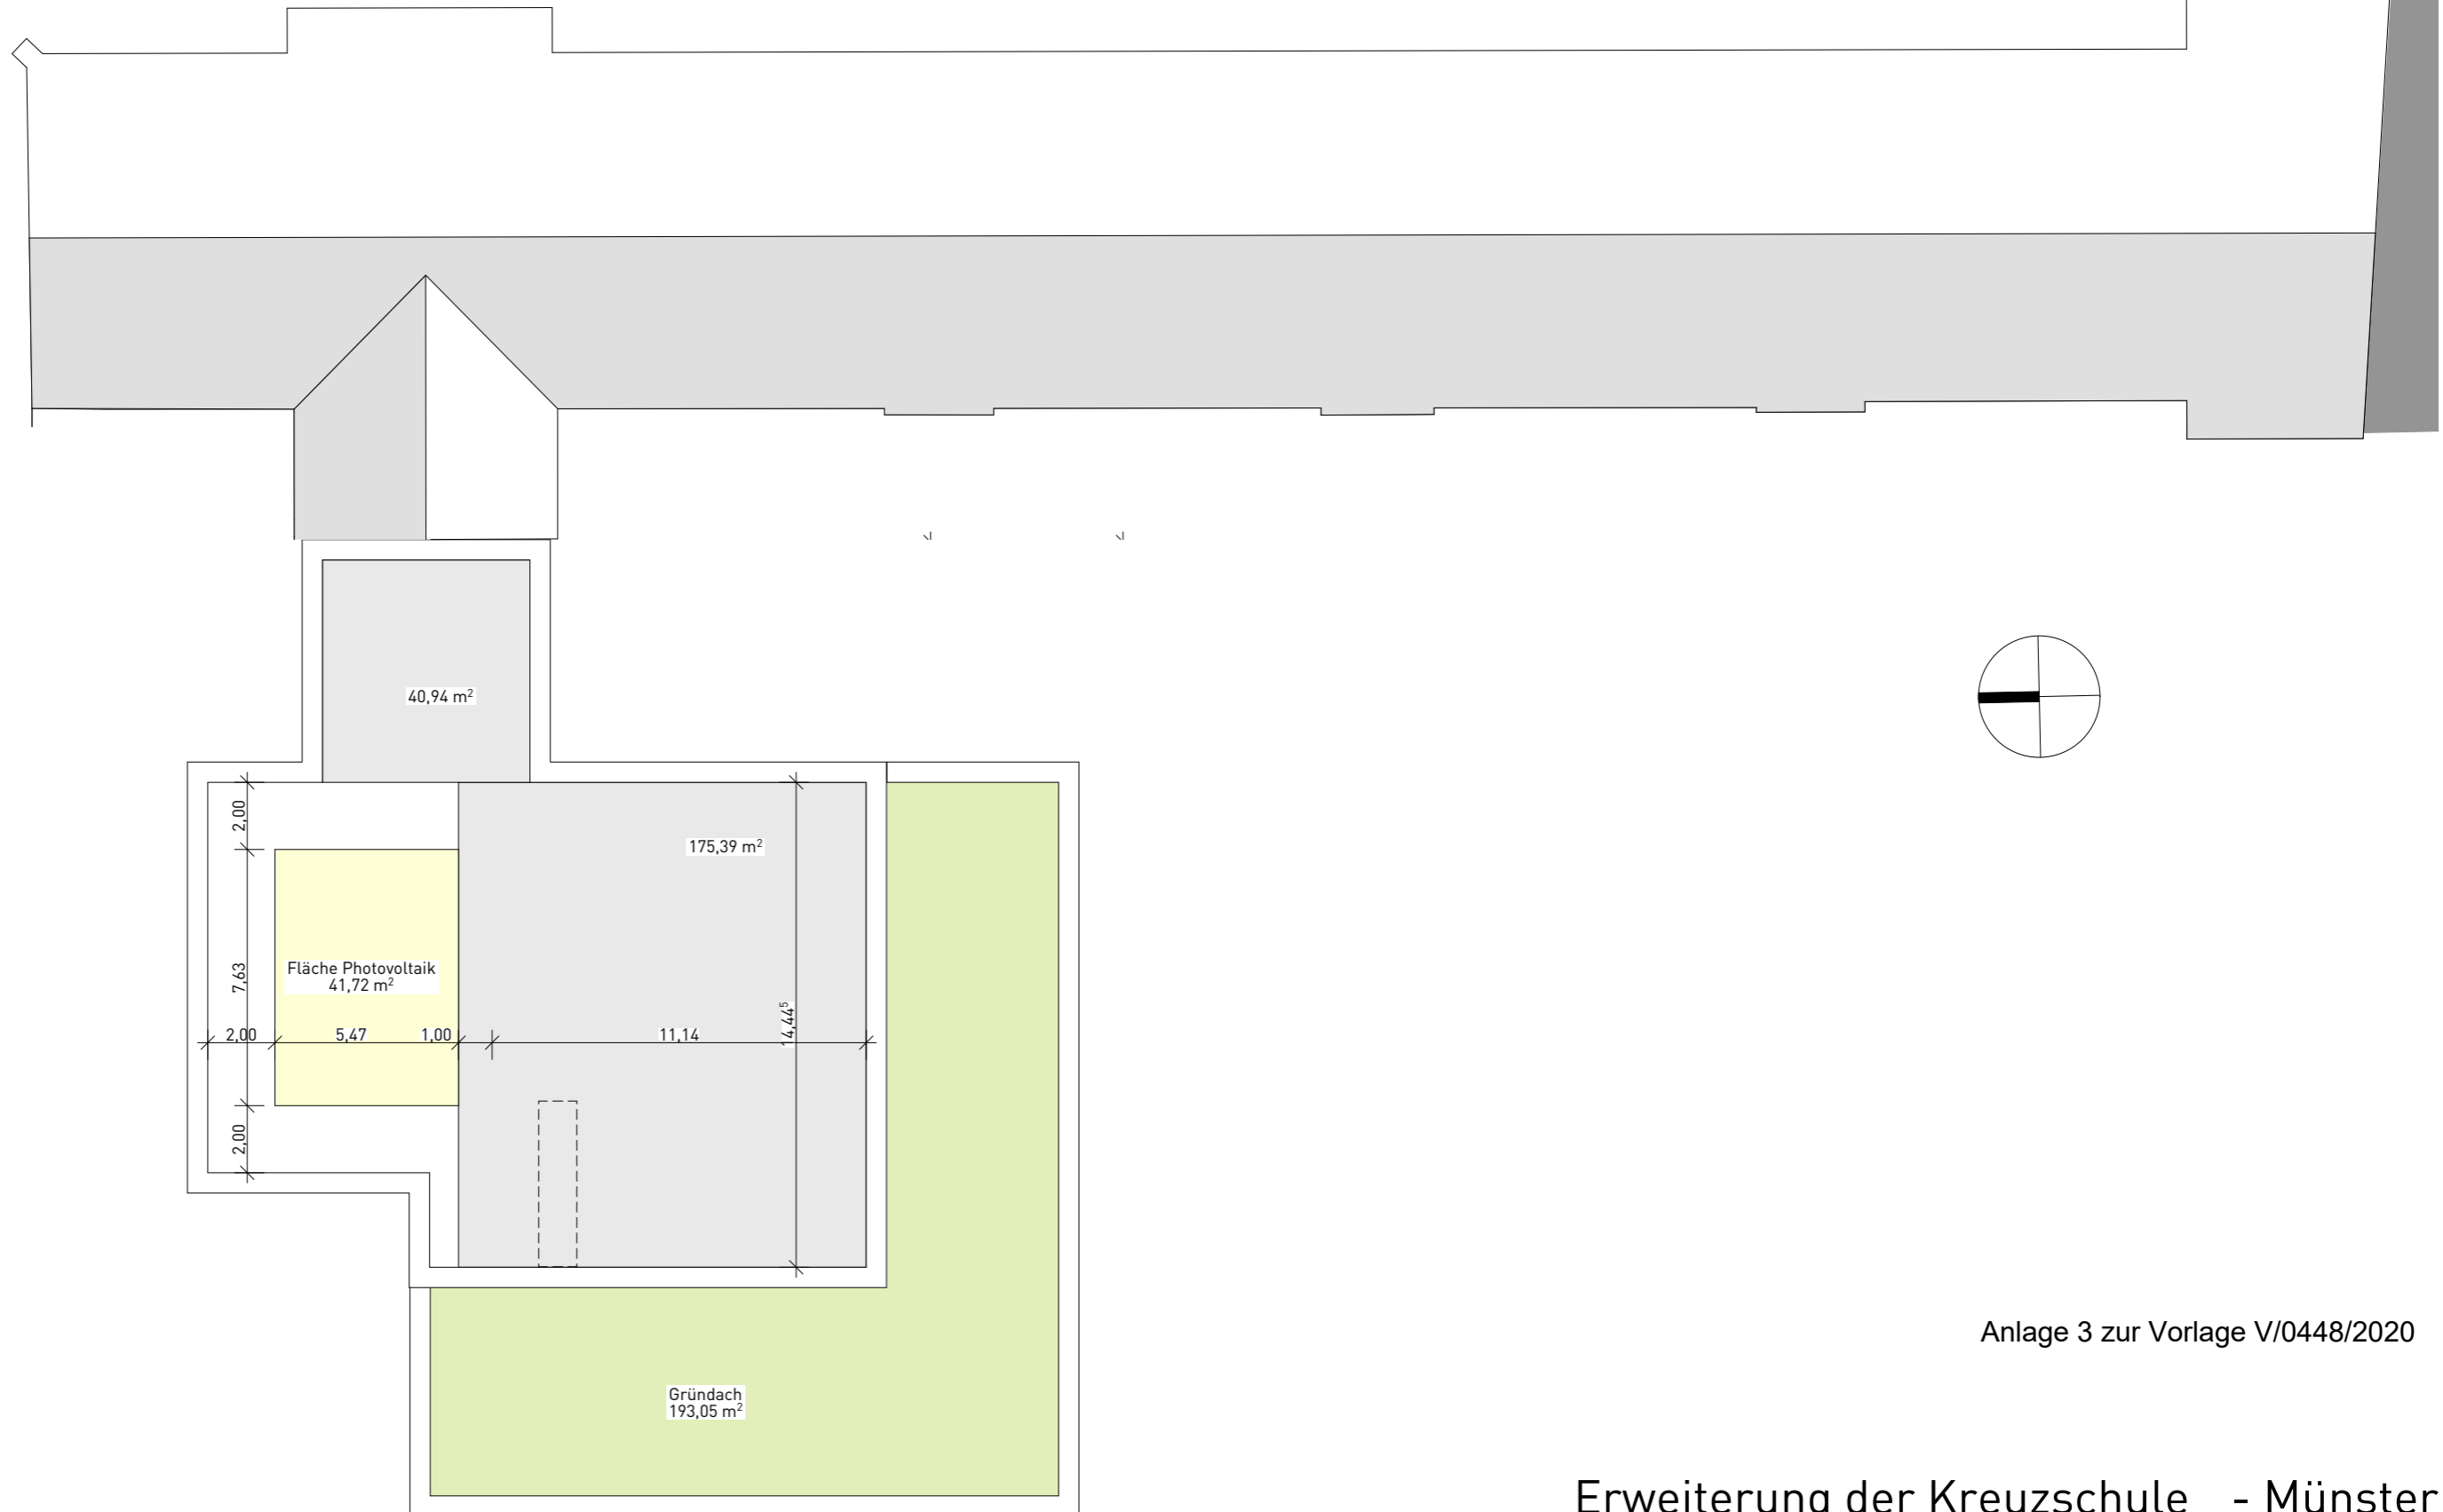 40,94 m²
2,00
175,39 m²
7,63
Fläche Photovoltaik
41,72 m²
2,00
5,47
1,00
11,14
14,44⁵
2,00
Anlage 3 zur Vorlage V/0448/2020
Gründach
193,05 m²
Erweiterung der Kreuzschule - Münster